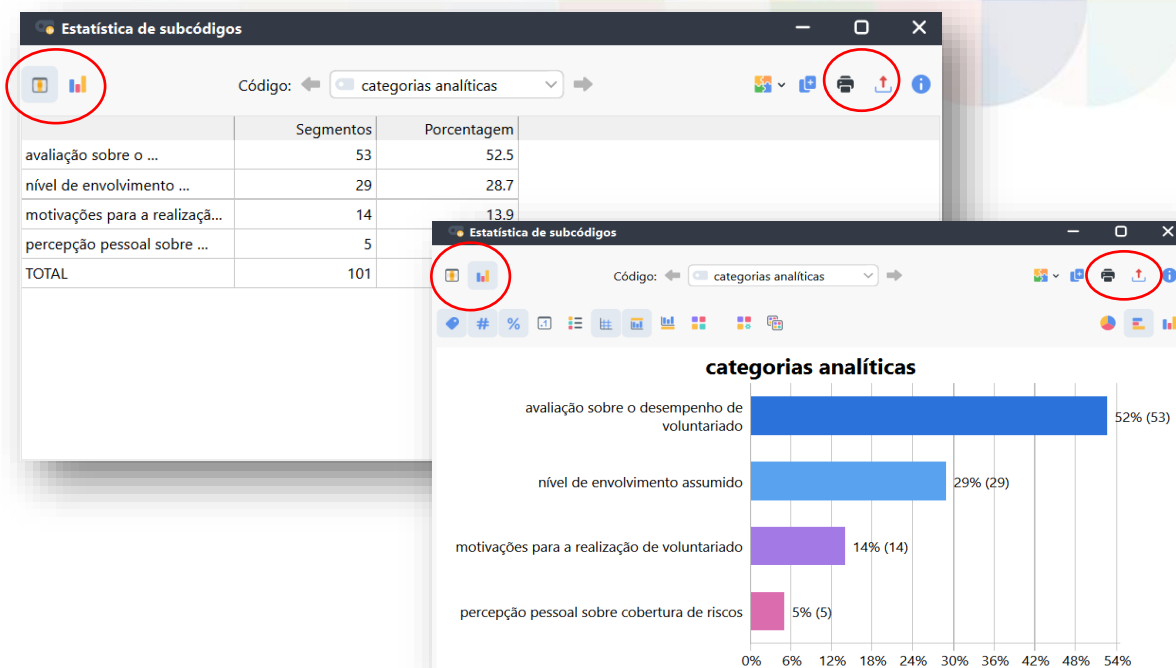 Estatística de subcódigos
Código: categorias analíticas
Segmentos Porcentagem
avaliação sobre o ... 53 52.5
nível de envolvimento ... 29 28.7
motivações para a realizaçã... 14 13.9
percepção pessoal sobre ... 5
TOTAL 101
Estatística de subcódigos
Código: categorias analíticas
categorias analíticas
avaliação sobre o desempenho de
voluntariado
52% (53)
nível de envolvimento assumido 29% (29)
motivações para a realização de voluntariado 14% (14)
percepção pessoal sobre cobertura de riscos 5% (5)
0% 6% 12% 18% 24% 30% 36% 42% 48% 54%